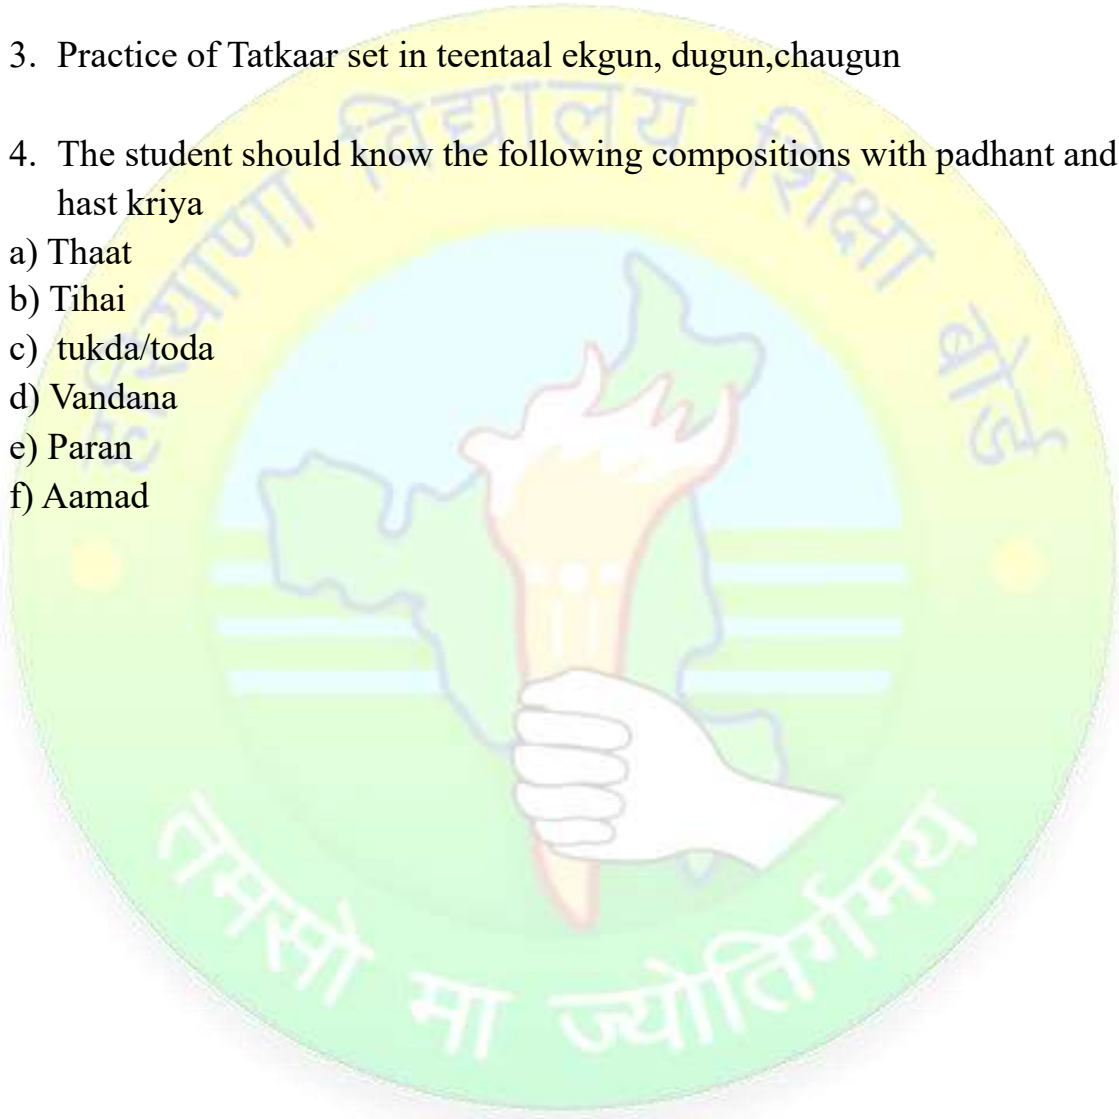 3. Practice of Tatkaar set in teentaal ekgun, dugun,chaugun
4. The student should know the following compositions with padhant and
hast kriya
a) Thaat
b) Tihai
c) tukda/toda
d) Vandana
e) Paran
f) Aamad
हरियाणा विद्यालय शिक्षा बोर्ड
तमसो मा ज्योतिर्गमय